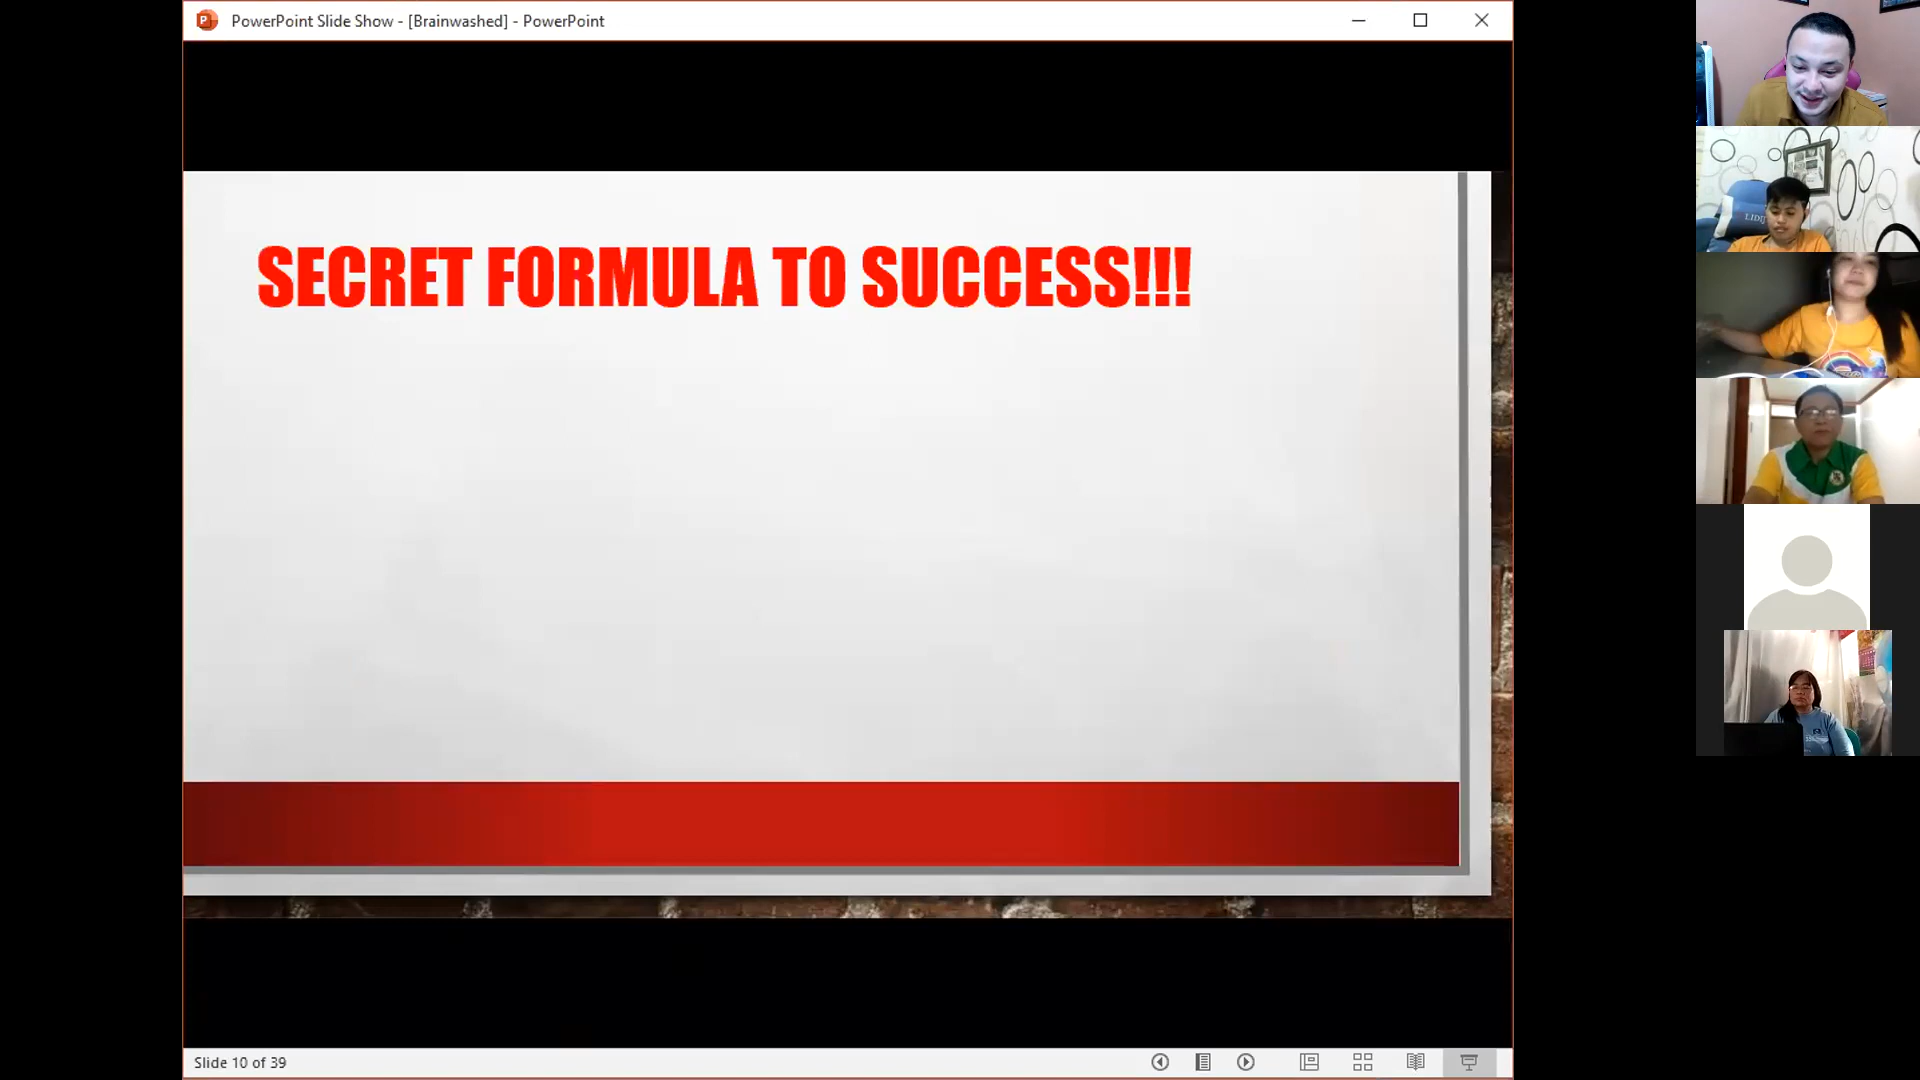 PowerPoint Slide Show - [Brainwashed] - PowerPoint
SECRET FORMULA TO SUCCESS!!!
Slide 10 of 39